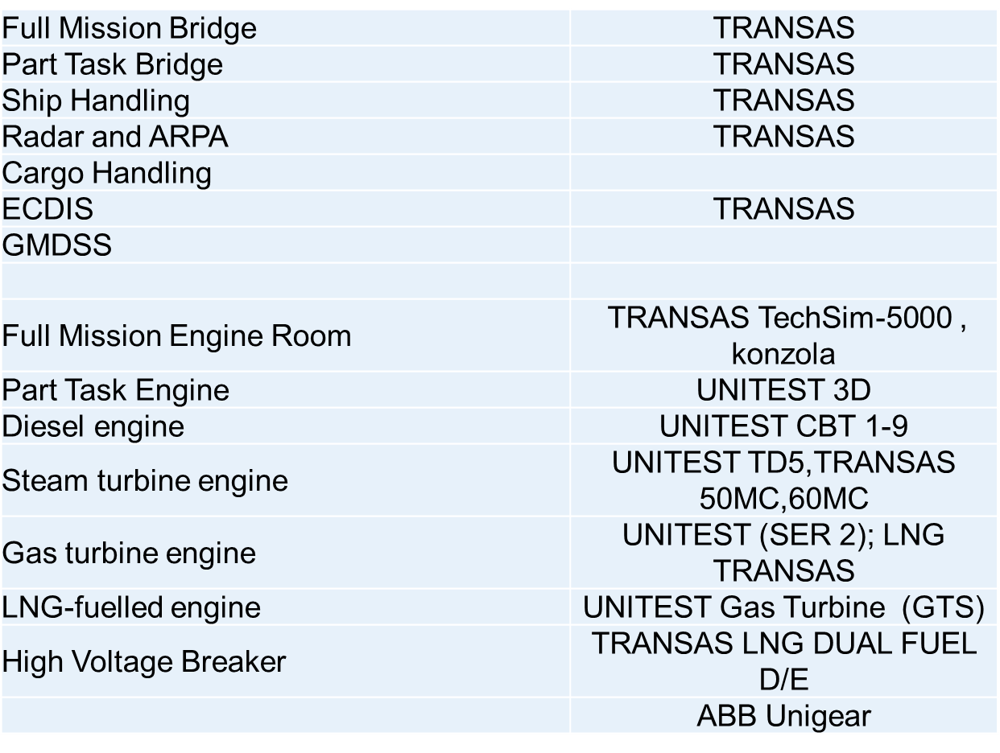 Full Mission Bridge TRANSAS
Part Task Bridge TRANSAS
Ship Handling TRANSAS
Radar and ARPA TRANSAS
Cargo Handling
ECDIS TRANSAS
GMDSS
Full Mission Engine Room
TRANSAS TechSim-5000 ,
konzola
Part Task Engine UNITEST 3D
Diesel engine UNITEST CBT 1-9
Steam turbine engine
UNITEST TD5,TRANSAS
50MC,60MC
Gas turbine engine
UNITEST (SER 2); LNG
TRANSAS
LNG-fuelled engine UNITEST Gas Turbine (GTS)
High Voltage Breaker
TRANSAS LNG DUAL FUEL
D/E
ABB Unigear